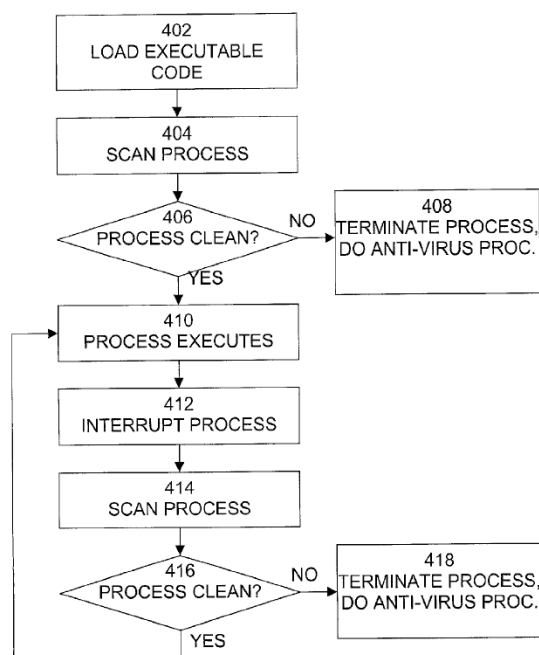 402
LOAD EXECUTABLE
CODE
404
SCAN PROCESS
406
PROCESS CLEAN?
NO
408
TERMINATE PROCESS,
DO ANTI-VIRUS PROC.
YES
410
PROCESS EXECUTES
412
INTERRUPT PROCESS
414
SCAN PROCESS
416
PROCESS CLEAN?
NO
418
TERMINATE PROCESS,
DO ANTI-VIRUS PROC.
YES